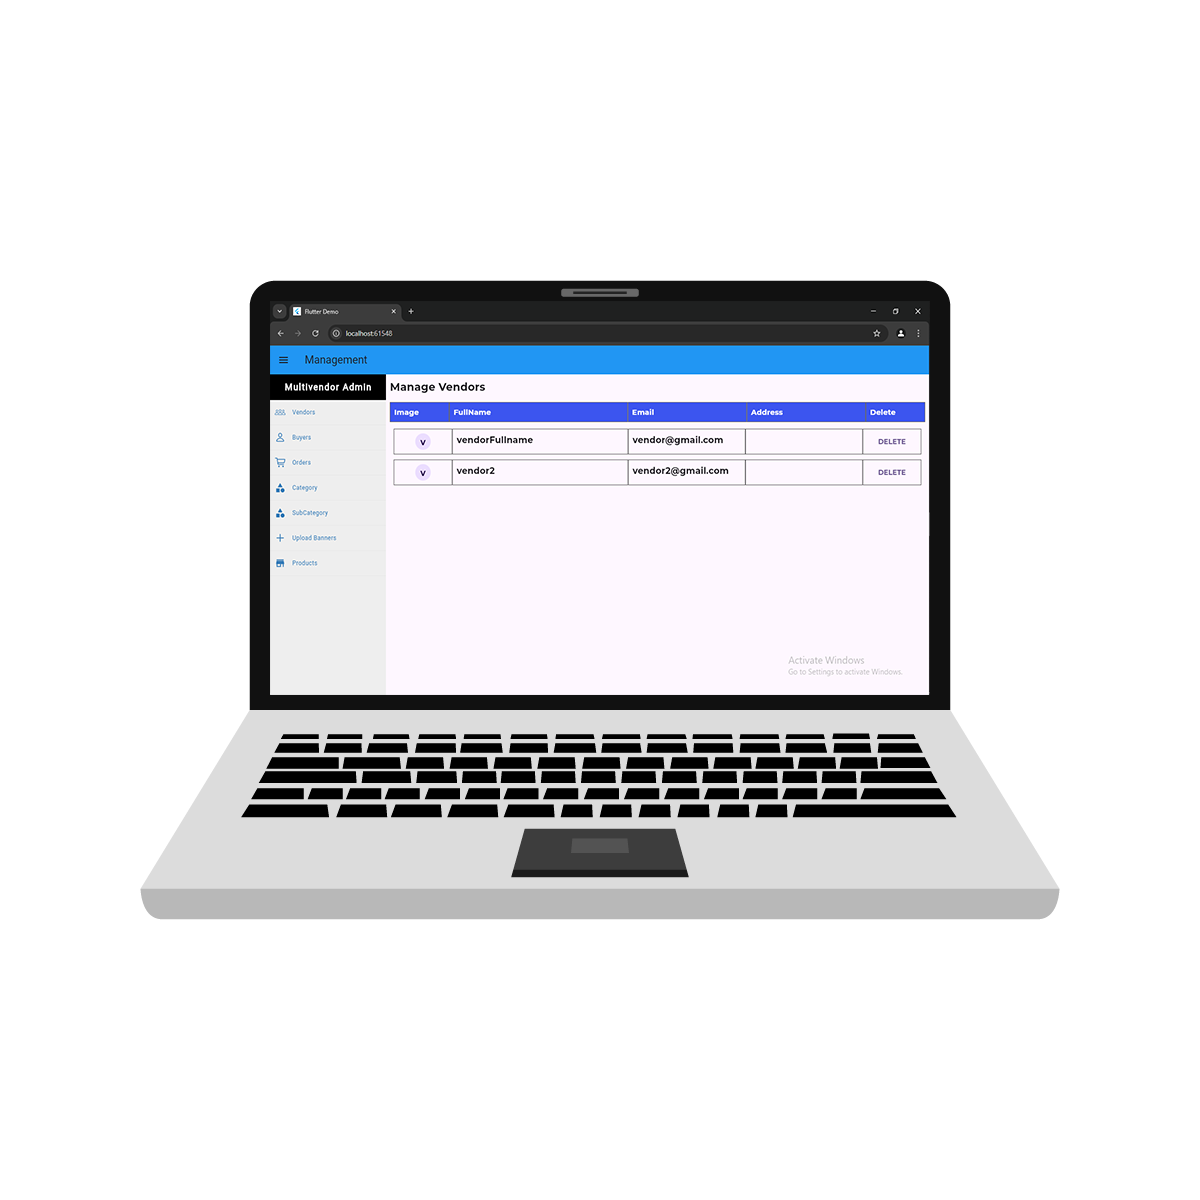 Flutter Demo
localhost:61548
Management
Multivendor Admin
Manage Vendors
Image FullName Email Address Delete
Vendors
Buyers
Orders
Category
SubCategory
Upload Banners
Products
v vendorFullname vendor@gmail.com DELETE
v vendor2 vendor2@gmail.com DELETE
Activate Windows
Go to Settings to activate Windows.